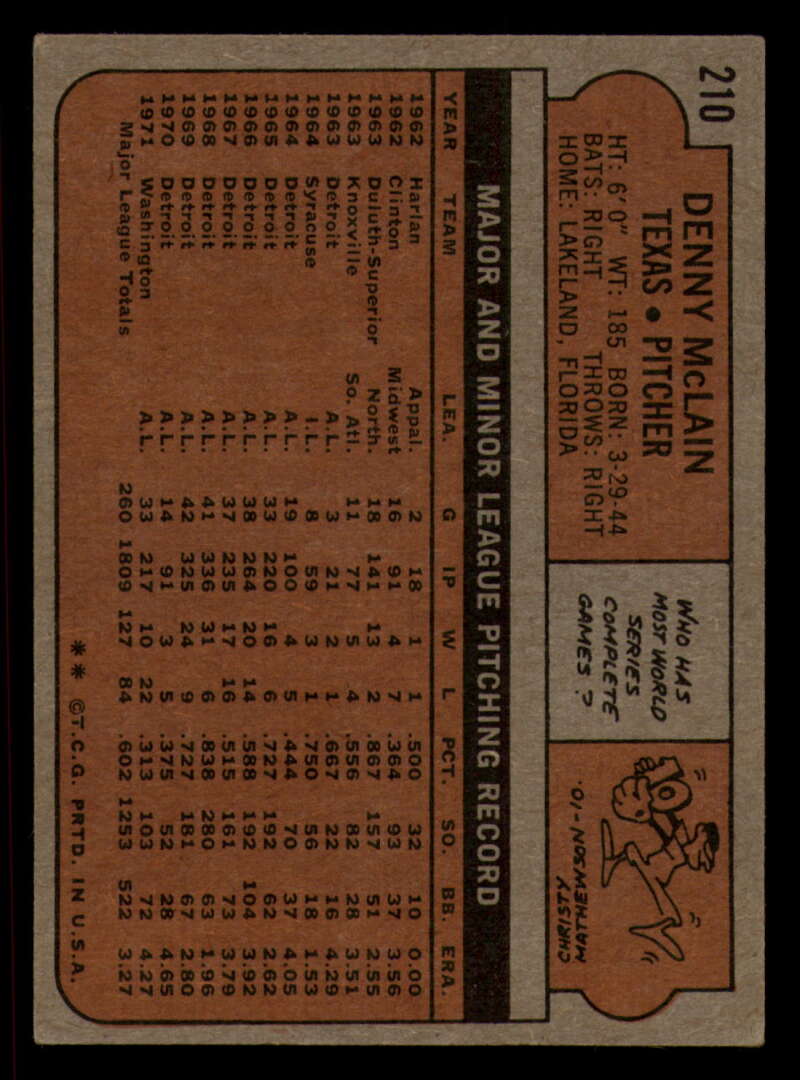 210
DENNY McLAIN
TEXAS • PITCHER
HT: 6'0" WT: 185 BORN: 3-29-44
BATS: RIGHT THROWS: RIGHT
HOME: LAKELAND, FLORIDA
WHO HAS
MOST WORLD
SERIES
COMPLETE
GAMES?
CHRISTY
MATHEWSON -10.
MAJOR AND MINOR LEAGUE PITCHING RECORD
YEAR TEAM LEA. G IP W L PCT. SO. BB. ERA.
1962 Harlan Appal. 2 18 1 1 .500 32 10 0.00
1962 Clinton Midwest 16 91 4 7 .364 93 37 3.56
1963 Duluth-Superior North. 18 141 13 2 .867 157 51 2.55
1963 Knoxville So. Atl. 11 77 5 4 .556 82 28 3.51
1963 Detroit A.L. 3 21 2 1 .667 22 16 4.29
1964 Syracuse I.L. 8 59 3 1 .750 56 18 1.53
1964 Detroit A.L. 19 100 4 5 .444 70 37 4.05
1965 Detroit A.L. 33 220 16 6 .727 192 62 2.62
1966 Detroit A.L. 38 264 20 14 .588 192 104 3.92
1967 Detroit A.L. 37 235 17 16 .515 161 73 3.79
1968 Detroit A.L. 41 336 31 6 .838 280 63 1.96
1969 Detroit A.L. 42 325 24 9 .727 181 67 2.80
1970 Detroit A.L. 14 91 3 5 .375 52 28 4.65
1971 Washington A.L. 33 217 10 22 .313 103 72 4.27
Major League Totals 260 1809 127 84 .602 1253 522 3.27
** ©T.C.G. PRTD. IN U.S.A.